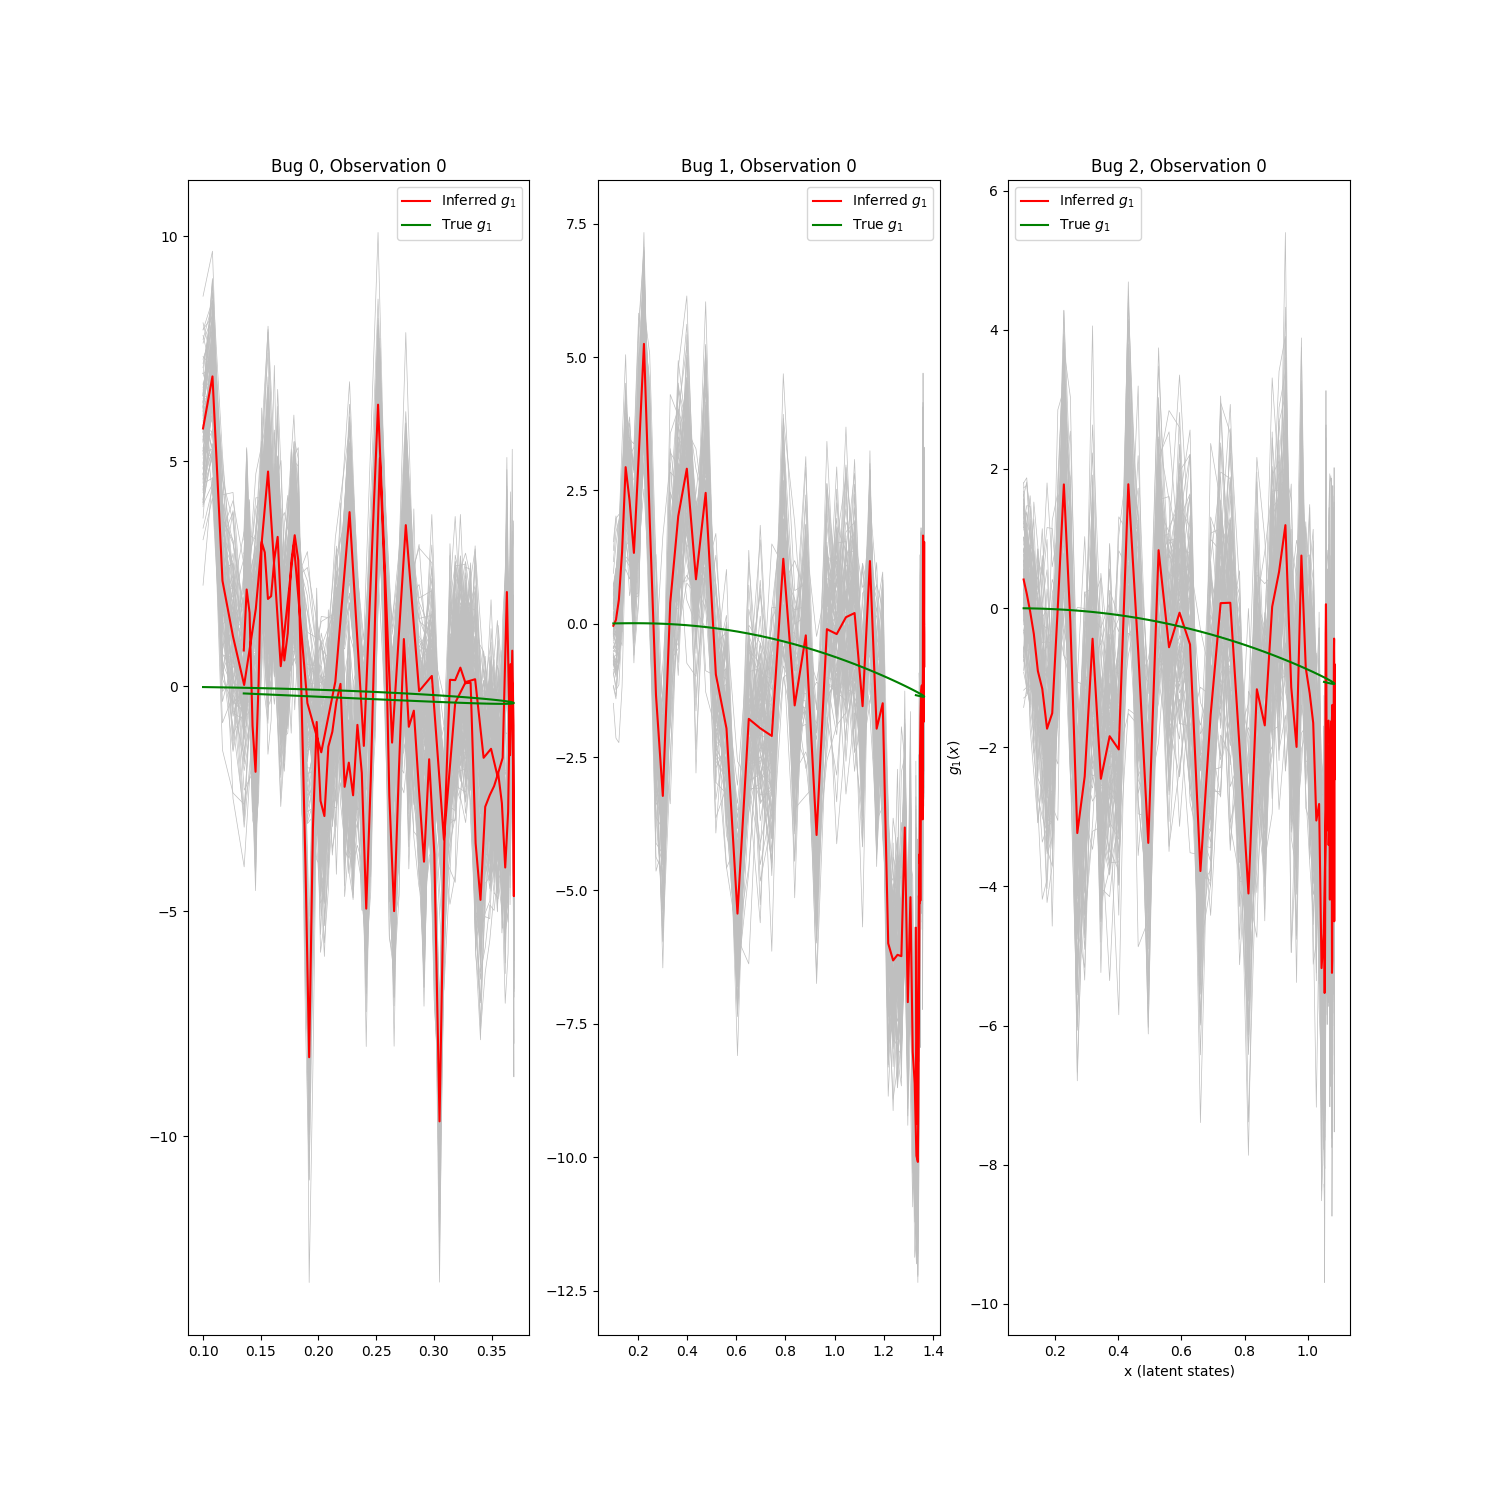 Bug 0, Observation 0
Inferred g₁
True g₁
10
5
0
−5
−10
0.10 0.15 0.20 0.25 0.30 0.35
Bug 1, Observation 0
Inferred g₁
True g₁
7.5
5.0
2.5
0.0
−2.5
−5.0
−7.5
−10.0
−12.5
0.2 0.4 0.6 0.8 1.0 1.2 1.4
Bug 2, Observation 0
Inferred g₁
True g₁
g₁(x)
6
4
2
0
−2
−4
−6
−8
−10
0.2 0.4 0.6 0.8 1.0
x (latent states)